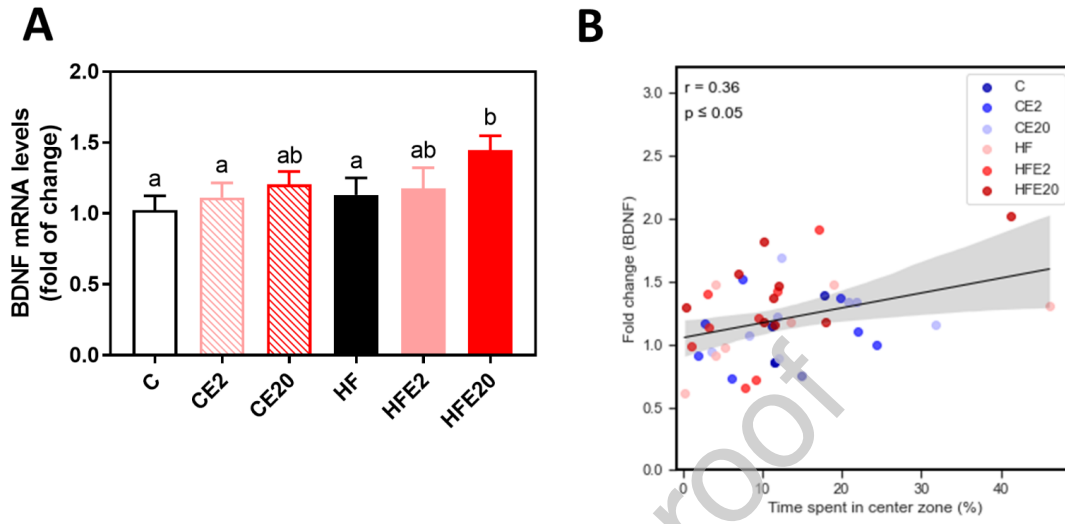 A
BDNF mRNA levels
(fold of change)
2.0
1.5
1.0
0.5
0.0
a
a
ab
a
ab
b
C
CE2
CE20
HF
HFE2
HFE20
B
r = 0.36
p ≤ 0.05
C
CE2
CE20
HF
HFE2
HFE20
Fold change (BDNF)
3.0
2.5
2.0
1.5
1.0
0.5
0.0
0
10
20
30
40
Time spent in center zone (%)
roof